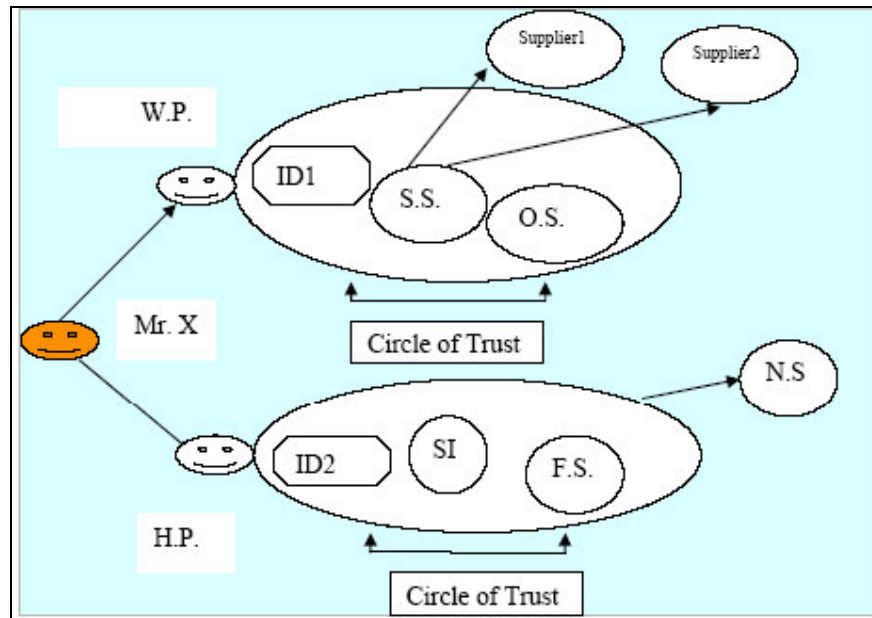 Supplier1
Supplier2
W.P.
ID1
S.S.
O.S.
Mr. X
Circle of Trust
N.S
ID2
SI
F.S.
H.P.
Circle of Trust